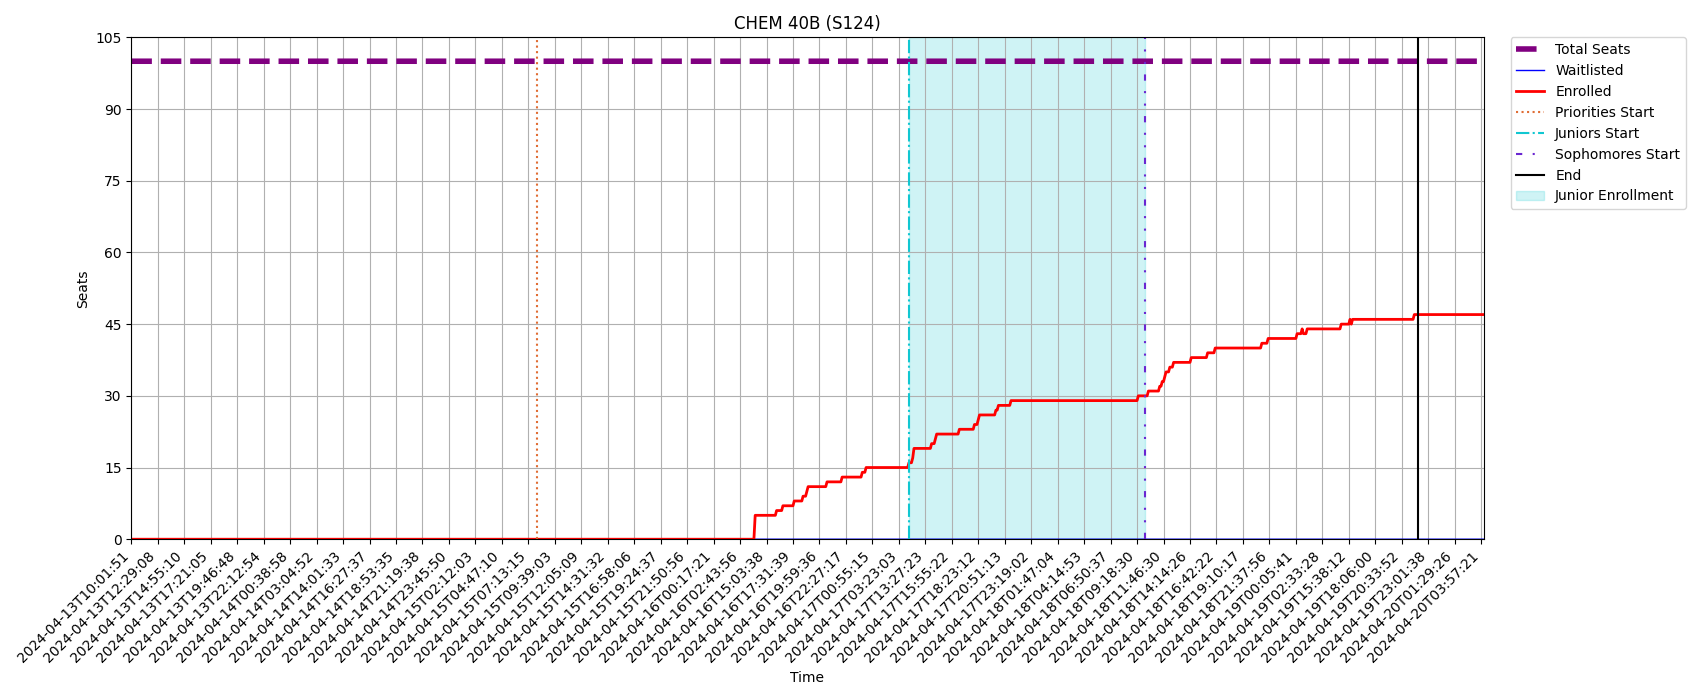 CHEM 40B (S124)
105
90
75
60
45
30
15
0
Seats
Total Seats
Waitlisted
Enrolled
Priorities Start
Juniors Start
Sophomores Start
End
Junior Enrollment
2024-04-13T10:01:51
2024-04-13T12:29:08
2024-04-13T14:55:10
2024-04-13T17:21:05
2024-04-13T19:46:48
2024-04-13T22:12:54
2024-04-14T00:38:58
2024-04-14T03:04:52
2024-04-14T14:01:33
2024-04-14T16:27:37
2024-04-14T18:53:35
2024-04-14T21:19:38
2024-04-14T23:45:50
2024-04-15T02:12:03
2024-04-15T04:47:10
2024-04-15T07:13:15
2024-04-15T09:39:03
2024-04-15T12:05:09
2024-04-15T14:31:32
2024-04-15T16:58:06
2024-04-15T19:24:37
2024-04-15T21:50:56
2024-04-16T00:17:21
2024-04-16T02:43:56
2024-04-16T15:03:38
2024-04-16T17:31:39
2024-04-16T19:59:36
2024-04-16T22:27:17
2024-04-17T00:55:15
2024-04-17T03:23:03
2024-04-17T13:27:23
2024-04-17T15:55:22
2024-04-17T18:23:12
2024-04-17T20:51:13
2024-04-17T23:19:02
2024-04-18T01:47:04
2024-04-18T04:14:53
2024-04-18T06:50:37
2024-04-18T09:18:30
2024-04-18T11:46:30
2024-04-18T14:14:26
2024-04-18T16:42:22
2024-04-18T19:10:17
2024-04-18T21:37:56
2024-04-19T00:05:41
2024-04-19T02:33:28
2024-04-19T15:38:12
2024-04-19T18:06:00
2024-04-19T20:33:52
2024-04-19T23:01:38
2024-04-20T01:29:26
2024-04-20T03:57:21
Time